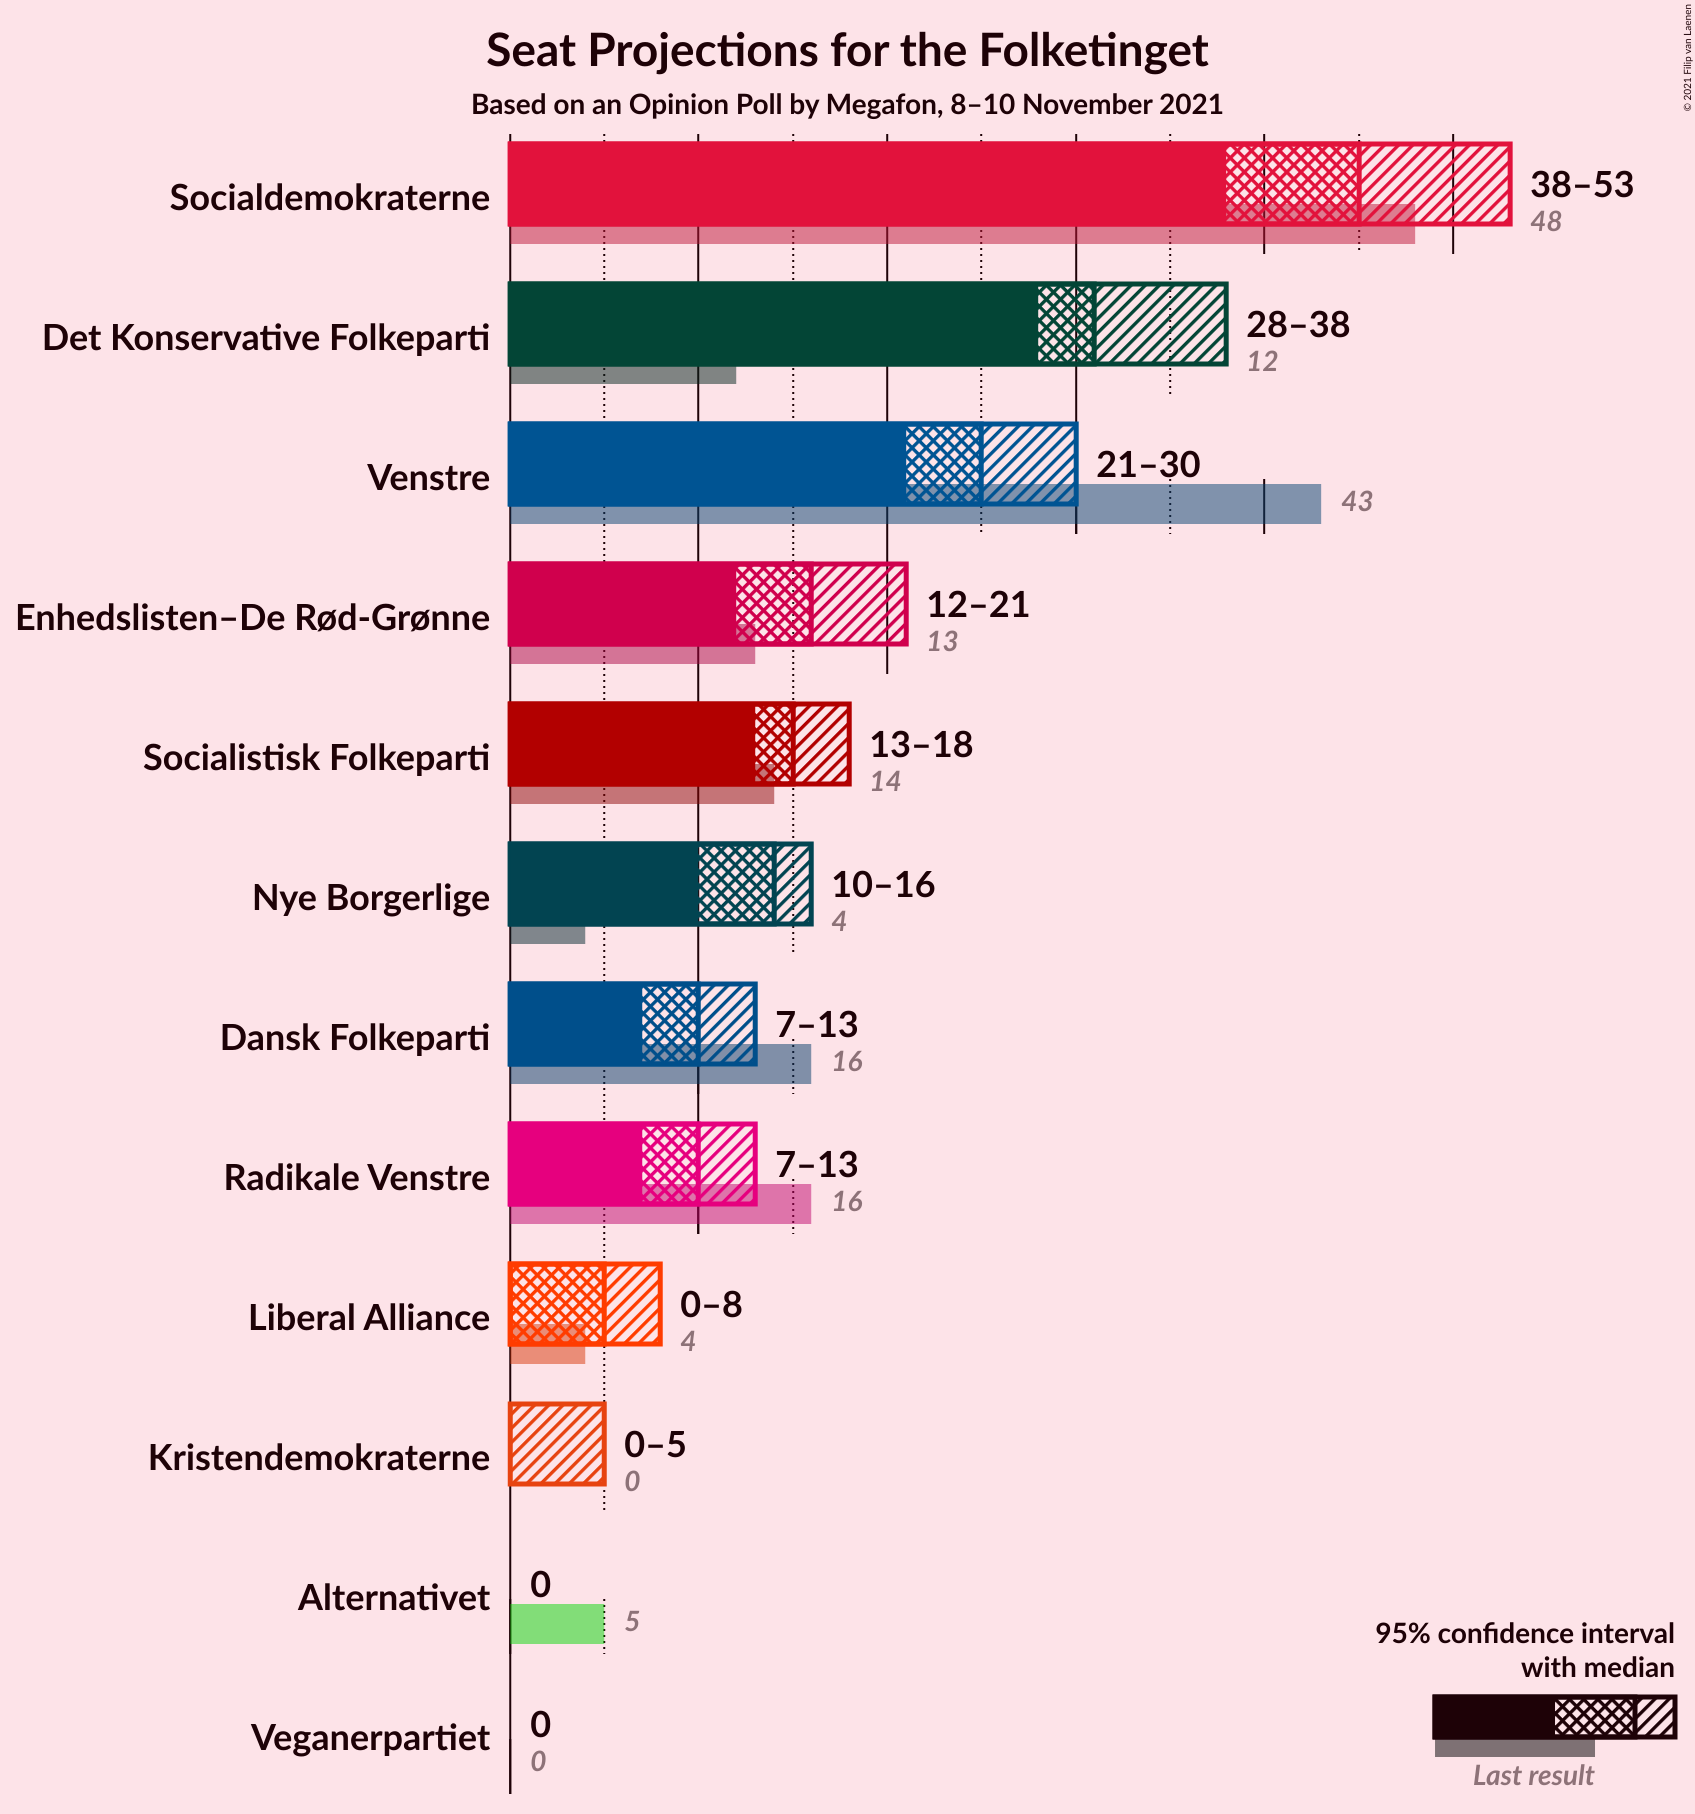 Seat Projections for the Folketinget
Based on an Opinion Poll by Megafon, 8–10 November 2021
© 2021 Filip van Laenen
Socialdemokraterne
38–53
48
Det Konservative Folkeparti
28–38
12
Venstre
21–30
43
Enhedslisten–De Rød-Grønne
12–21
13
Socialistisk Folkeparti
13–18
14
Nye Borgerlige
10–16
4
Dansk Folkeparti
7–13
16
Radikale Venstre
7–13
16
Liberal Alliance
0–8
4
Kristendemokraterne
0–5
0
Alternativet
0
5
Veganerpartiet
0
0
95% confidence interval
with median
Last result